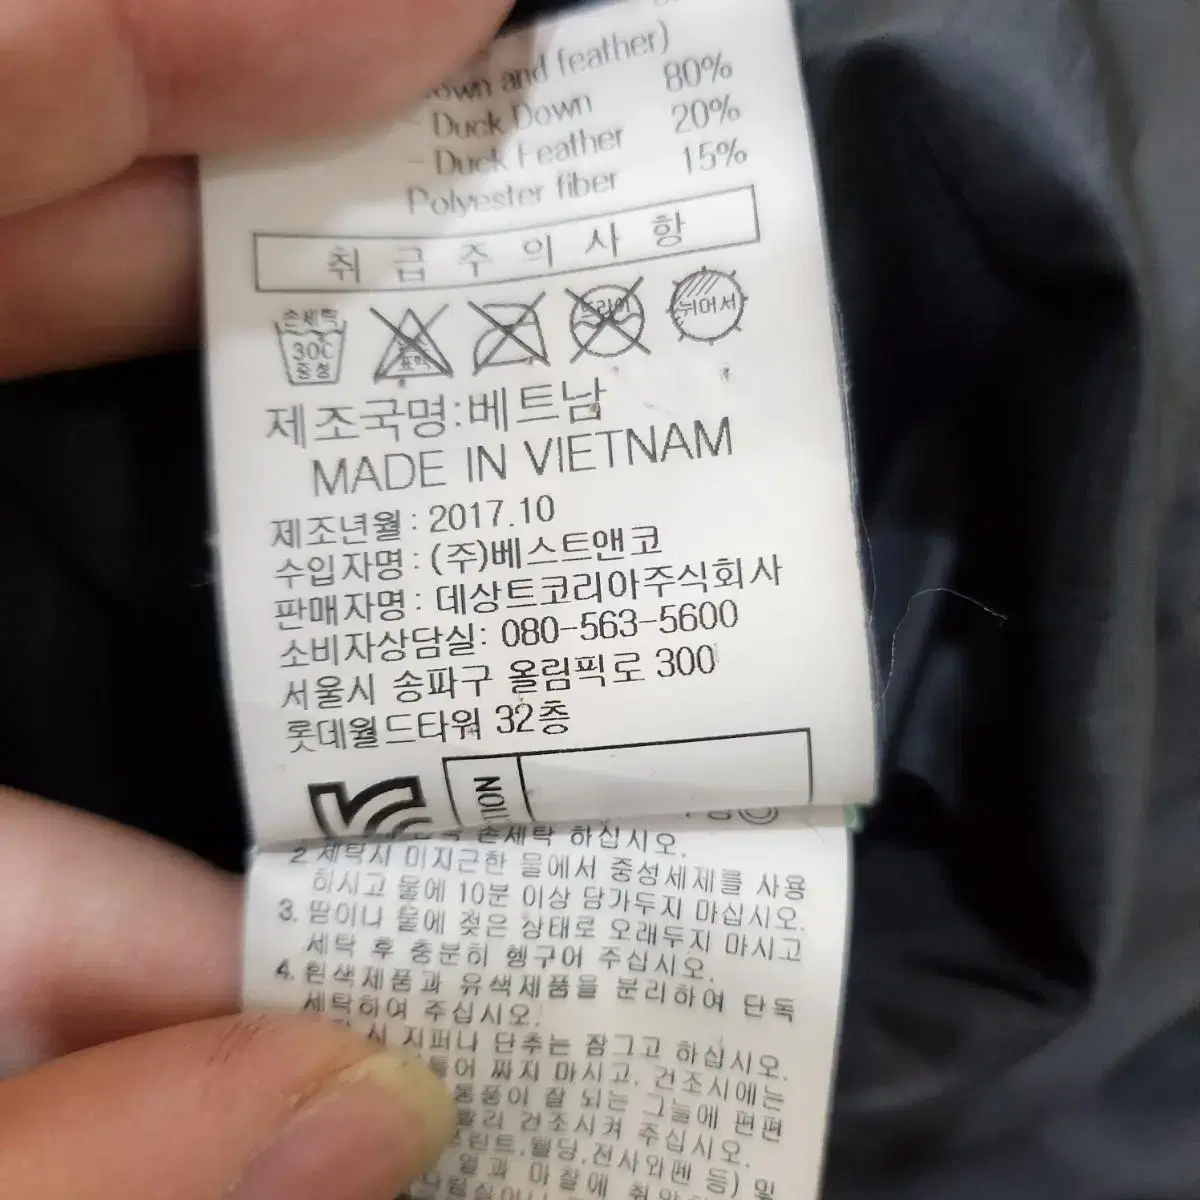 and feather)
- Duck Down 80%
- Duck Feather 20%
Polyester fiber 15%
취급주의사항
손세탁 30C 중성
드라이
뉘어서
제조국명:베트남
MADE IN VIETNAM
제조년월: 2017.10
수입자명: (주)베스트앤코
판매자명: 데상트코리아주식회사
소비자상담실: 080-563-5600
서울시 송파구 올림픽로 300
롯데월드타워 32층
손세탁 하십시오.
2. 세탁시 미지근한 물에서 중성세제를 사용
하시고 물에 10분 이상 담가두지 마십시오.
3. 땀이나 물에 젖은 상태로 오래두지 마시고
세탁 후 충분히 헹구어 주십시오.
4. 흰색제품과 유색제품을 분리하여 단독
세탁하여 주십시오.
시 지퍼나 단추는 잠그고 하십시오.
짜지 마시고, 건조시에는
통풍이 잘 되는 그늘에 편편
건조시켜 주십시오.
웰딩,전사와펜 등) 및
마찰에